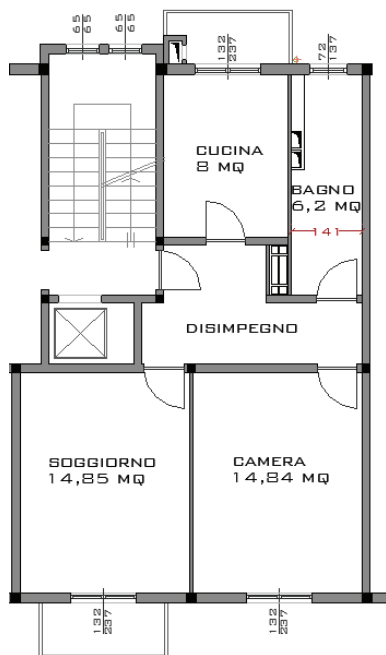 65
65
65
65
132
237
72
137
CUCINA
8 MQ
BAGNO
6,2 MQ
141
DISIMPEGNO
SOGGIORNO
14,85 MQ
CAMERA
14,84 MQ
132
237
132
237